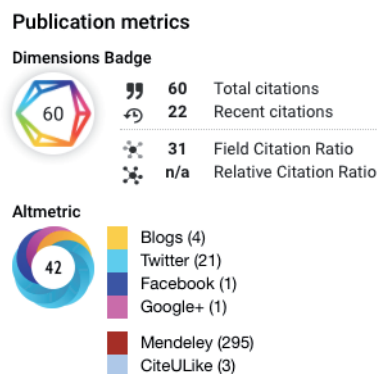 Publication metrics
Dimensions Badge
60
60 Total citations
22 Recent citations
31 Field Citation Ratio
n/a Relative Citation Ratio
Altmetric
42
Blogs (4)
Twitter (21)
Facebook (1)
Google+ (1)
Mendeley (295)
CiteULike (3)